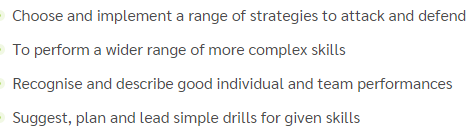 Choose and implement a range of strategies to attack and defend
To perform a wider range of more complex skills
Recognise and describe good individual and team performances
Suggest, plan and lead simple drills for given skills